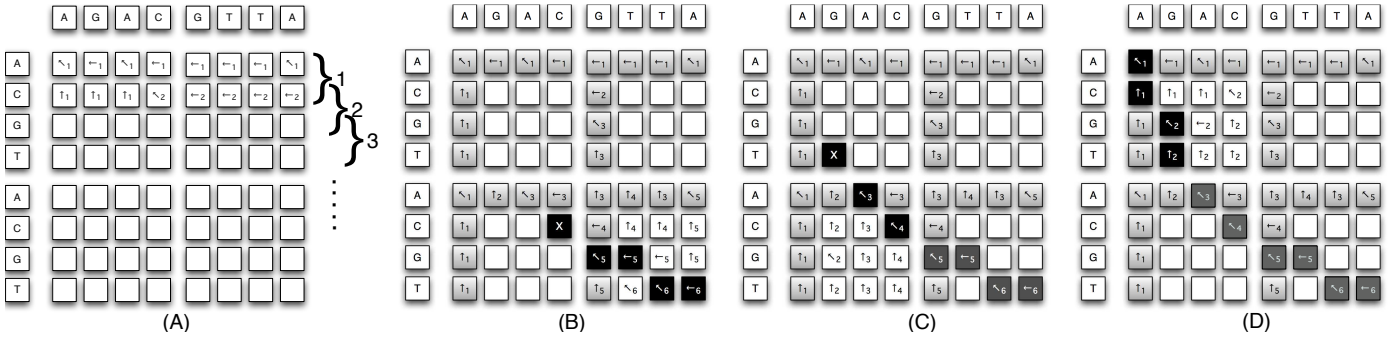 A G A C G T T A
A ↖1 ←1 ↖1 ←1 ←1 ←1 ←1 ↖1
C ↑1 ↑1 ↑1 ↖2 ←2 ←2 ←2 ←2
G
T
A
C
G
T
1
2
3
(A)
A G A C G T T A
A ↖1 ←1 ↖1 ←1 ←1 ←1 ←1 ↖1
C ↑1 ←2
G ↑1 ↖3
T ↑1 ↑3
A ↖1 ↑2 ↖3 ←3 ↑3 ↑4 ↑3 ↖5
C ↑1 X ←4 ↑4 ↑4 ↑5
G ↑1 ↖5 ←5 ←5 ↑5
T ↑1 ↑5 ↖6 ↖6 ←6
(B)
A G A C G T T A
A ↖1 ←1 ↖1 ←1 ←1 ←1 ←1 ↖1
C ↑1 ←2
G ↑1 ↖3
T ↑1 X ↑3
A ↖1 ↑2 ↖3 ←3 ↑3 ↑4 ↑3 ↖5
C ↑1 ↑2 ↑3 ↖4 ←4
G ↑1 ↖2 ↑3 ↑4 ↖5 ←5
T ↑1 ↑2 ↑3 ↑4 ↑5 ↖6 ←6
(C)
A G A C G T T A
A ↖1 ←1 ↖1 ←1 ←1 ←1 ←1 ↖1
C ↑1 ↑1 ↑1 ↖2 ←2
G ↑1 ↖2 ←2 ↑2 ↖3
T ↑1 ↑2 ↑2 ↑2 ↑3
A ↖1 ↑2 ↖3 ←3 ↑3 ↑4 ↑3 ↖5
C ↑1 ↖4 ←4
G ↑1 ↖5 ←5
T ↑1 ↑5 ↖6 ←6
(D)